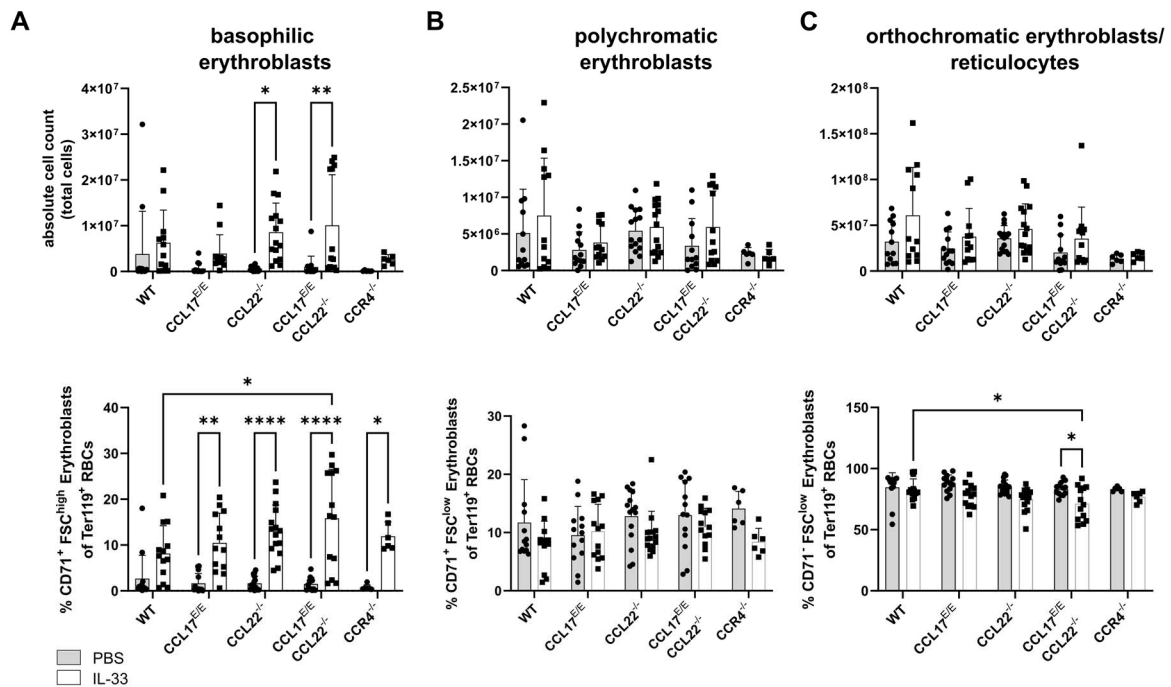 A
basophilic
erythroblasts
absolute cell count
(total cells)
4×10⁷
3×10⁷
2×10⁷
1×10⁷
0
*
**
WT
CCL17E/E
CCL22-/-
CCL17E/E
CCL22-/-
CCR4-/-
B
polychromatic
erythroblasts
2.5×10⁷
2.0×10⁷
1.5×10⁷
1.0×10⁷
5.0×10⁶
0
WT
CCL17E/E
CCL22-/-
CCL17E/E
CCL22-/-
CCR4-/-
C
orthochromatic erythroblasts/
reticulocytes
2×10⁸
2×10⁸
1×10⁸
5×10⁷
0
WT
CCL17E/E
CCL22-/-
CCL17E/E
CCL22-/-
CCR4-/-
% CD71+ FSChigh Erythroblasts
of Ter119+ RBCs
40
30
20
10
0
*
**
****
****
*
WT
CCL17E/E
CCL22-/-
CCL17E/E
CCL22-/-
CCR4-/-
% CD71+ FSClow Erythroblasts
of Ter119+ RBCs
30
20
10
0
WT
CCL17E/E
CCL22-/-
CCL17E/E
CCL22-/-
CCR4-/-
% CD71- FSClow Erythroblasts
of Ter119+ RBCs
150
100
50
0
*
*
WT
CCL17E/E
CCL22-/-
CCL17E/E
CCL22-/-
CCR4-/-
PBS
IL-33